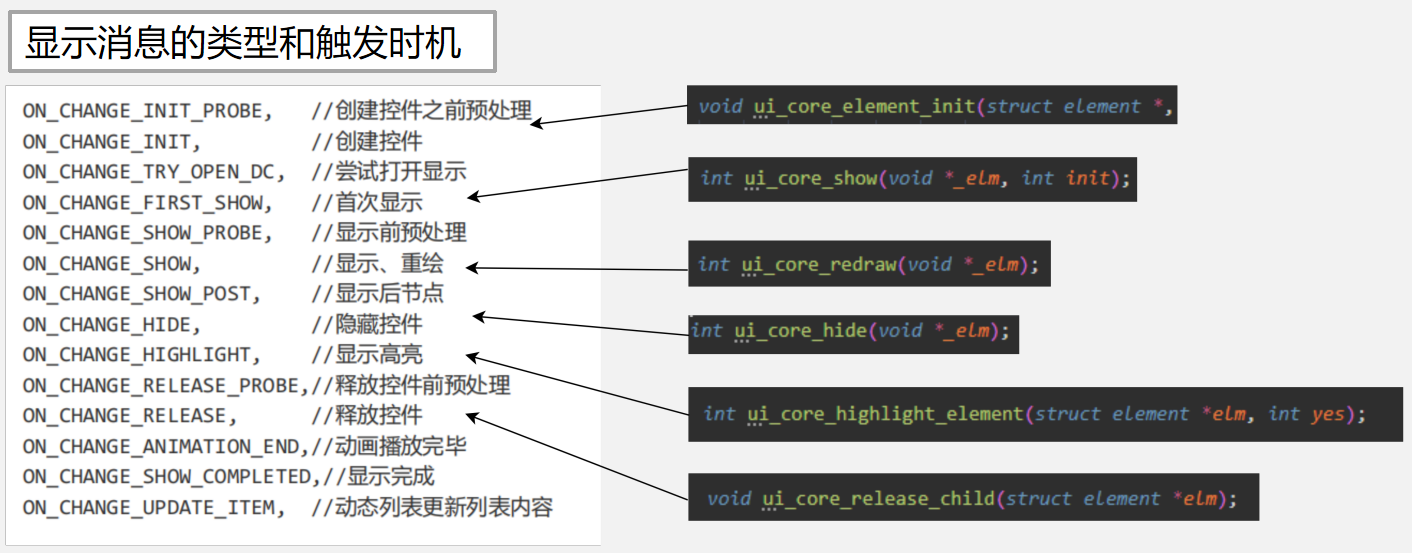 显示消息的类型和触发时机
ON_CHANGE_INIT_PROBE, //创建控件之前预处理
ON_CHANGE_INIT, //创建控件
ON_CHANGE_TRY_OPEN_DC, //尝试打开显示
ON_CHANGE_FIRST_SHOW, //首次显示
ON_CHANGE_SHOW_PROBE, //显示前预处理
ON_CHANGE_SHOW, //显示、重绘
ON_CHANGE_SHOW_POST, //显示后节点
ON_CHANGE_HIDE, //隐藏控件
ON_CHANGE_HIGHLIGHT, //显示高亮
ON_CHANGE_RELEASE_PROBE,//释放控件前预处理
ON_CHANGE_RELEASE, //释放控件
ON_CHANGE_ANIMATION_END,//动画播放完毕
ON_CHANGE_SHOW_COMPLETED,//显示完成
ON_CHANGE_UPDATE_ITEM, //动态列表更新列表内容
void ui_core_element_init(struct element *,
int ui_core_show(void *_elm, int init);
int ui_core_redraw(void *_elm);
int ui_core_hide(void *_elm);
int ui_core_highlight_element(struct element *elm, int yes);
void ui_core_release_child(struct element *elm);